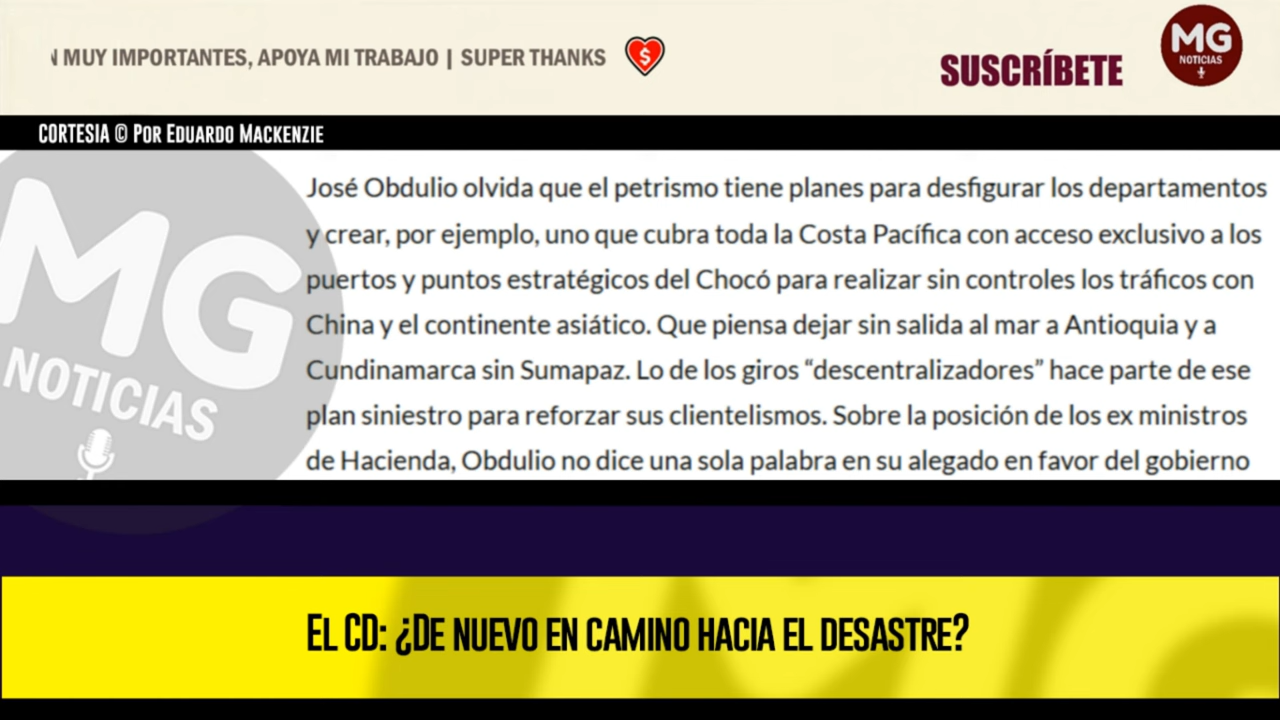 MUY IMPORTANTES, APOYA MI TRABAJO | SUPER THANKS
$
SUSCRÍBETE
MG
NOTICIAS
CORTESIA © POR EDUARDO MACKENZIE
MG
NOTICIAS
José Obdulio olvida que el petrismo tiene planes para desfigurar los departamentos
y crear, por ejemplo, uno que cubra toda la Costa Pacífica con acceso exclusivo a los
puertos y puntos estratégicos del Chocó para realizar sin controles los tráficos con
China y el continente asiático. Que piensa dejar sin salida al mar a Antioquia y a
Cundinamarca sin Sumapaz. Lo de los giros “descentralizadores” hace parte de ese
plan siniestro para reforzar sus clientelismos. Sobre la posición de los ex ministros
de Hacienda, Obdulio no dice una sola palabra en su alegado en favor del gobierno
EL CD: ¿DE NUEVO EN CAMINO HACIA EL DESASTRE?